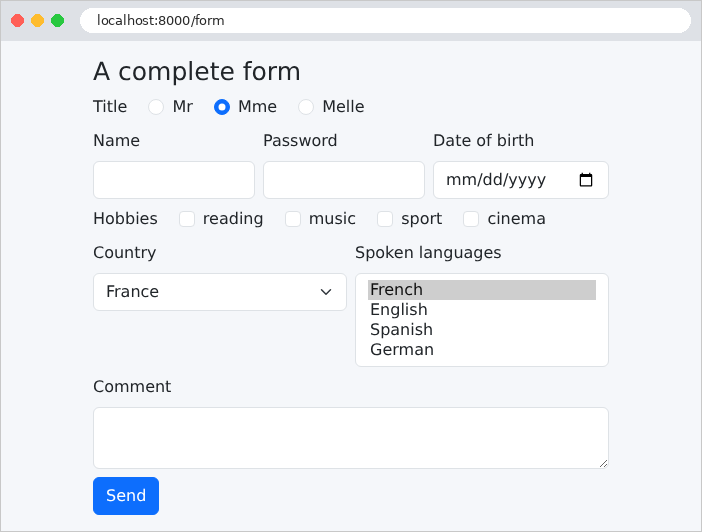 localhost:8000/form
A complete form
Title Mr Mme Melle
Name Password Date of birth
mm/dd/yyyy
Hobbies reading music sport cinema
Country Spoken languages
France
French
English
Spanish
German
Comment
Send